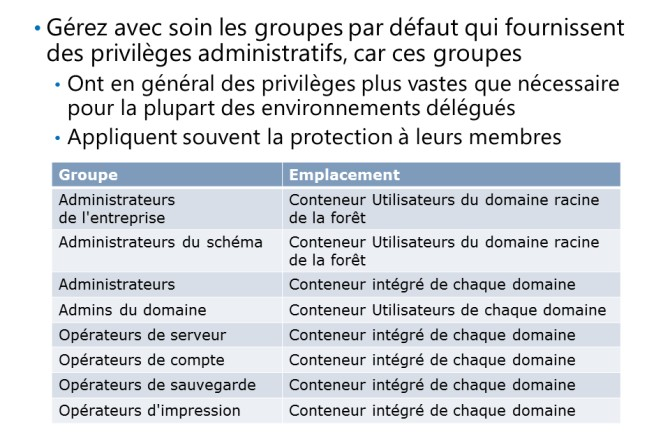 • Gérez avec soin les groupes par défaut qui fournissent
des privilèges administratifs, car ces groupes
• Ont en général des privilèges plus vastes que nécessaire
pour la plupart des environnements délégués
• Appliquent souvent la protection à leurs membres
Groupe Emplacement
Administrateurs Conteneur Utilisateurs du domaine racine
de l'entreprise de la forêt
Administrateurs du schéma Conteneur Utilisateurs du domaine racine
de la forêt
Administrateurs Conteneur intégré de chaque domaine
Admins du domaine Conteneur Utilisateurs de chaque domaine
Opérateurs de serveur Conteneur intégré de chaque domaine
Opérateurs de compte Conteneur intégré de chaque domaine
Opérateurs de sauvegarde Conteneur intégré de chaque domaine
Opérateurs d'impression Conteneur intégré de chaque domaine